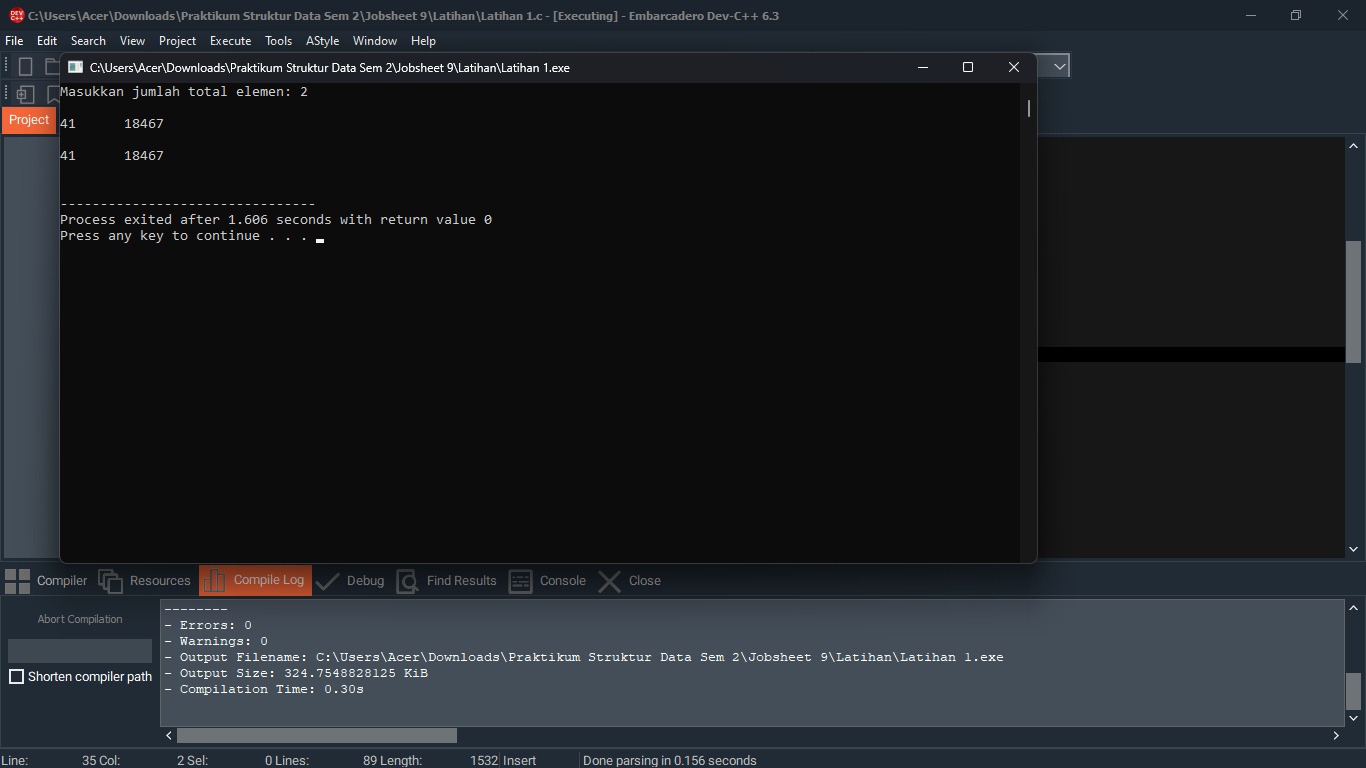 C:\Users\Acer\Downloads\Praktikum Struktur Data Sem 2\Jobsheet 9\Latihan\Latihan 1.c - [Executing] - Embarcadero Dev-C++ 6.3
File Edit Search View Project Execute Tools AStyle Window Help
C:\Users\Acer\Downloads\Praktikum Struktur Data Sem 2\Jobsheet 9\Latihan\Latihan 1.exe
Project
Masukkan jumlah total elemen: 2
41 18467
41 18467
--------------------------------
Process exited after 1.606 seconds with return value 0
Press any key to continue . . .
Compiler Resources Compile Log Debug Find Results Console Close
Abort Compilation
Shorten compiler path
--------
- Errors: 0
- Warnings: 0
- Output Filename: C:\Users\Acer\Downloads\Praktikum Struktur Data Sem 2\Jobsheet 9\Latihan\Latihan 1.exe
- Output Size: 324.7548828125 KiB
- Compilation Time: 0.30s
Line: 35 Col: 2 Sel: 0 Lines: 89 Length: 1532 Insert Done parsing in 0.156 seconds